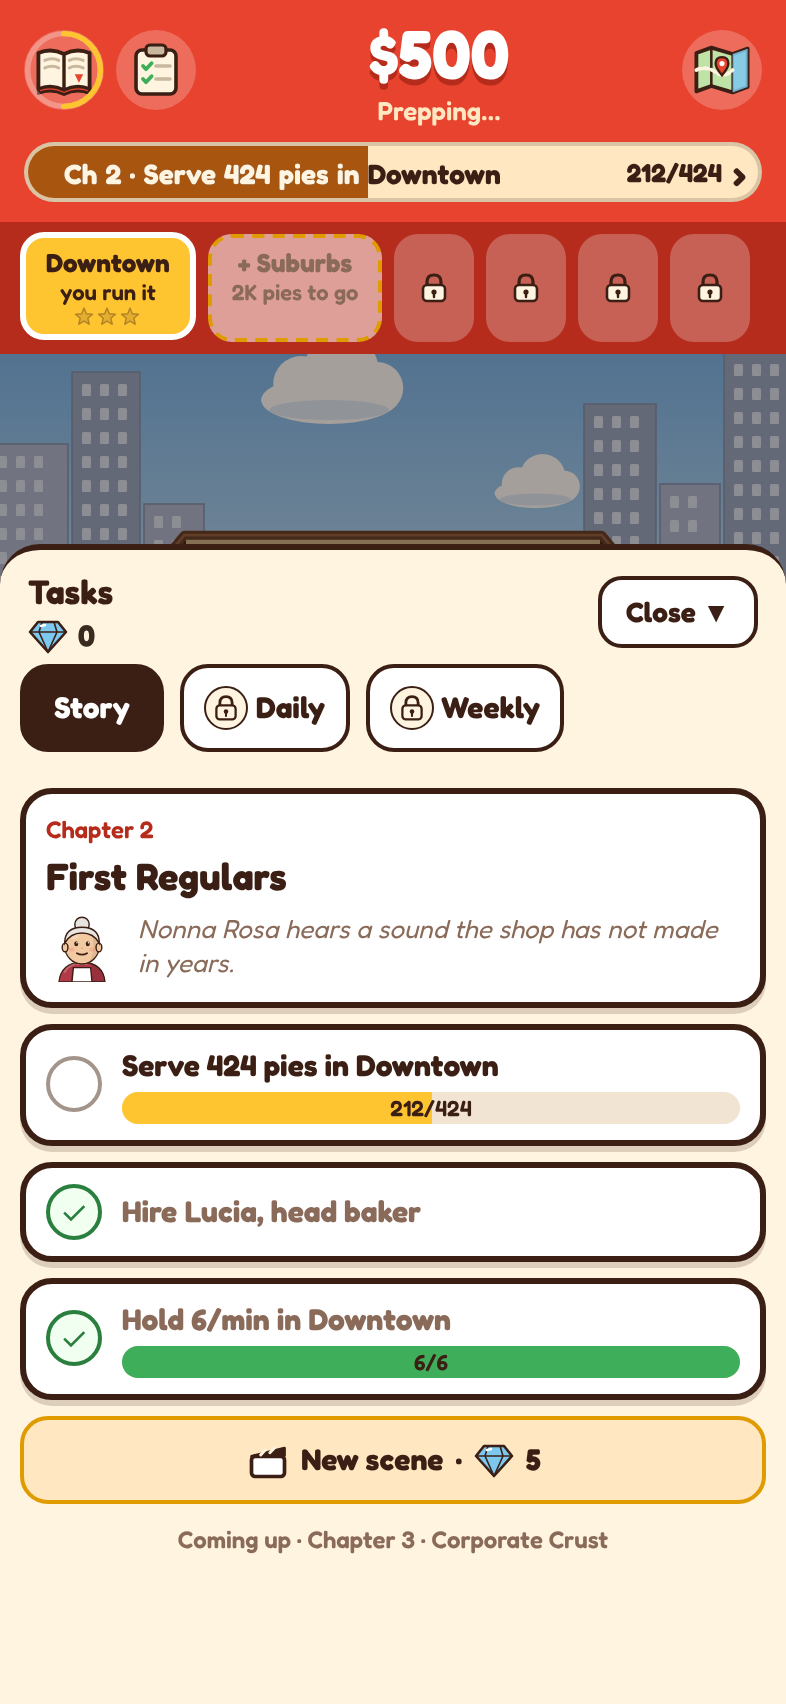 $500
Prepping...
Ch 2 · Serve 424 pies in Downtown 212/424
Downtown
you run it
+ Suburbs
2K pies to go
Tasks
0
Close ▼
Story
Daily
Weekly
Chapter 2
First Regulars
Nonna Rosa hears a sound the shop has not made
in years.
Serve 424 pies in Downtown
212/424
Hire Lucia, head baker
Hold 6/min in Downtown
6/6
New scene · 5
Coming up · Chapter 3 · Corporate Crust